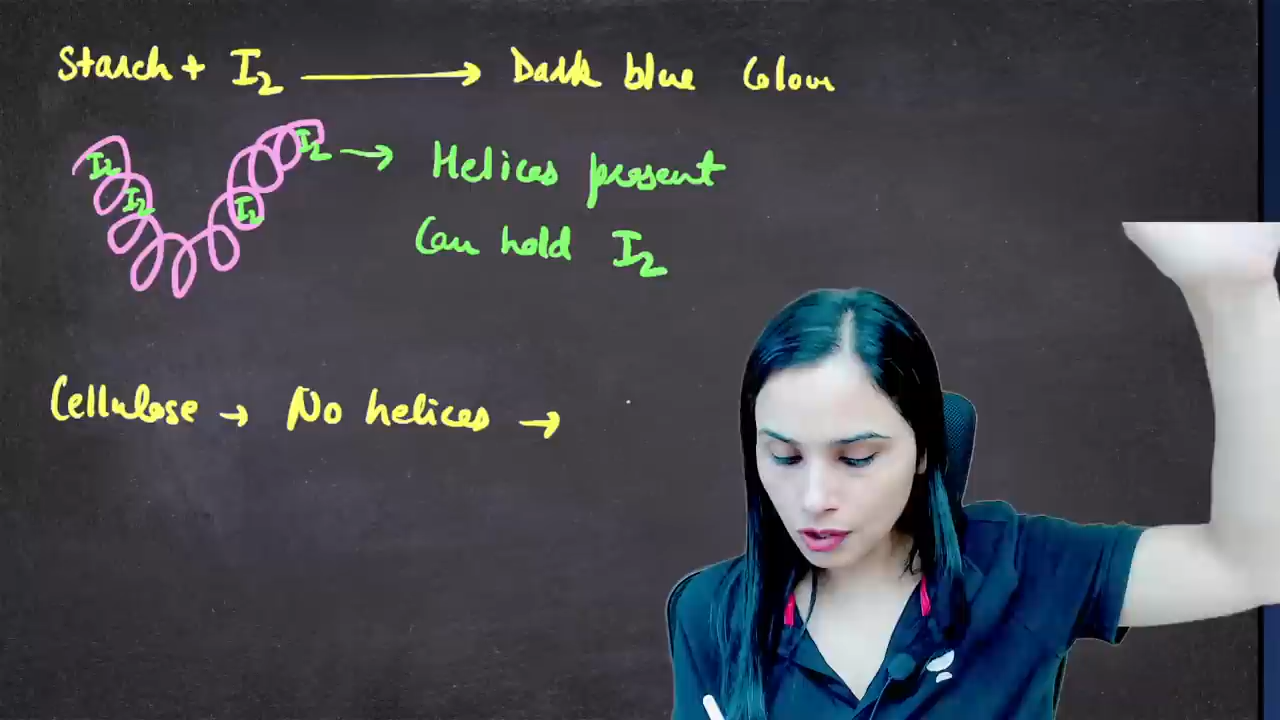 Starch + I2 → Dark blue Colour
I2 I2 I2 I2 → Helices present
Can hold I2
Cellulose → No helices →